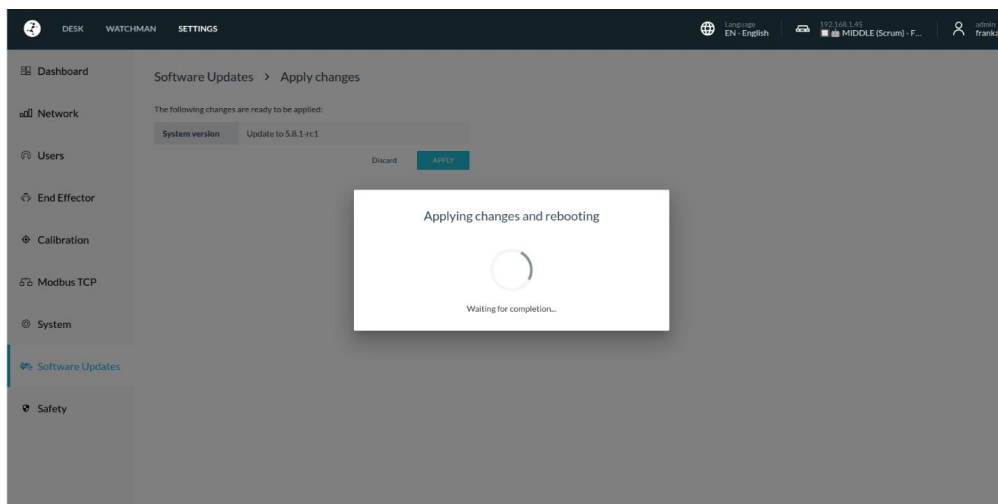 DESK WATCHMAN SETTINGS
Language
EN - English
192.168.1.45
MIDDLE (Scrum) - F...
admin
franka
Dashboard
Network
Users
End Effector
Calibration
Modbus TCP
System
Software Updates
Safety
Software Updates > Apply changes
The following changes are ready to be applied:
System version Update to 5.8.1-rc1
Discard APPLY
Applying changes and rebooting
Waiting for completion...